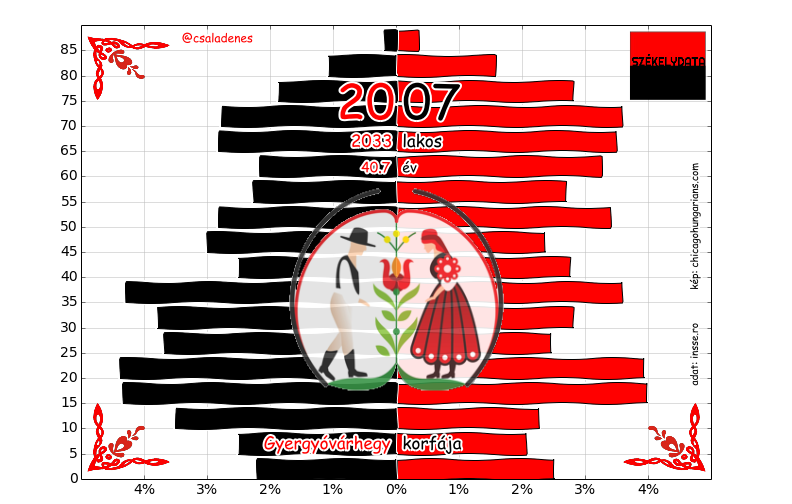 @csaladenes
SZÉKELYDATA
2007
2033 lakos
40.7 év
kép: chicagohungarians.com
adat: insse.ro
Gyergyóvárhegy korfája
85
80
75
70
65
60
55
50
45
40
35
30
25
20
15
10
5
0
4% 3% 2% 1% 0% 1% 2% 3% 4%